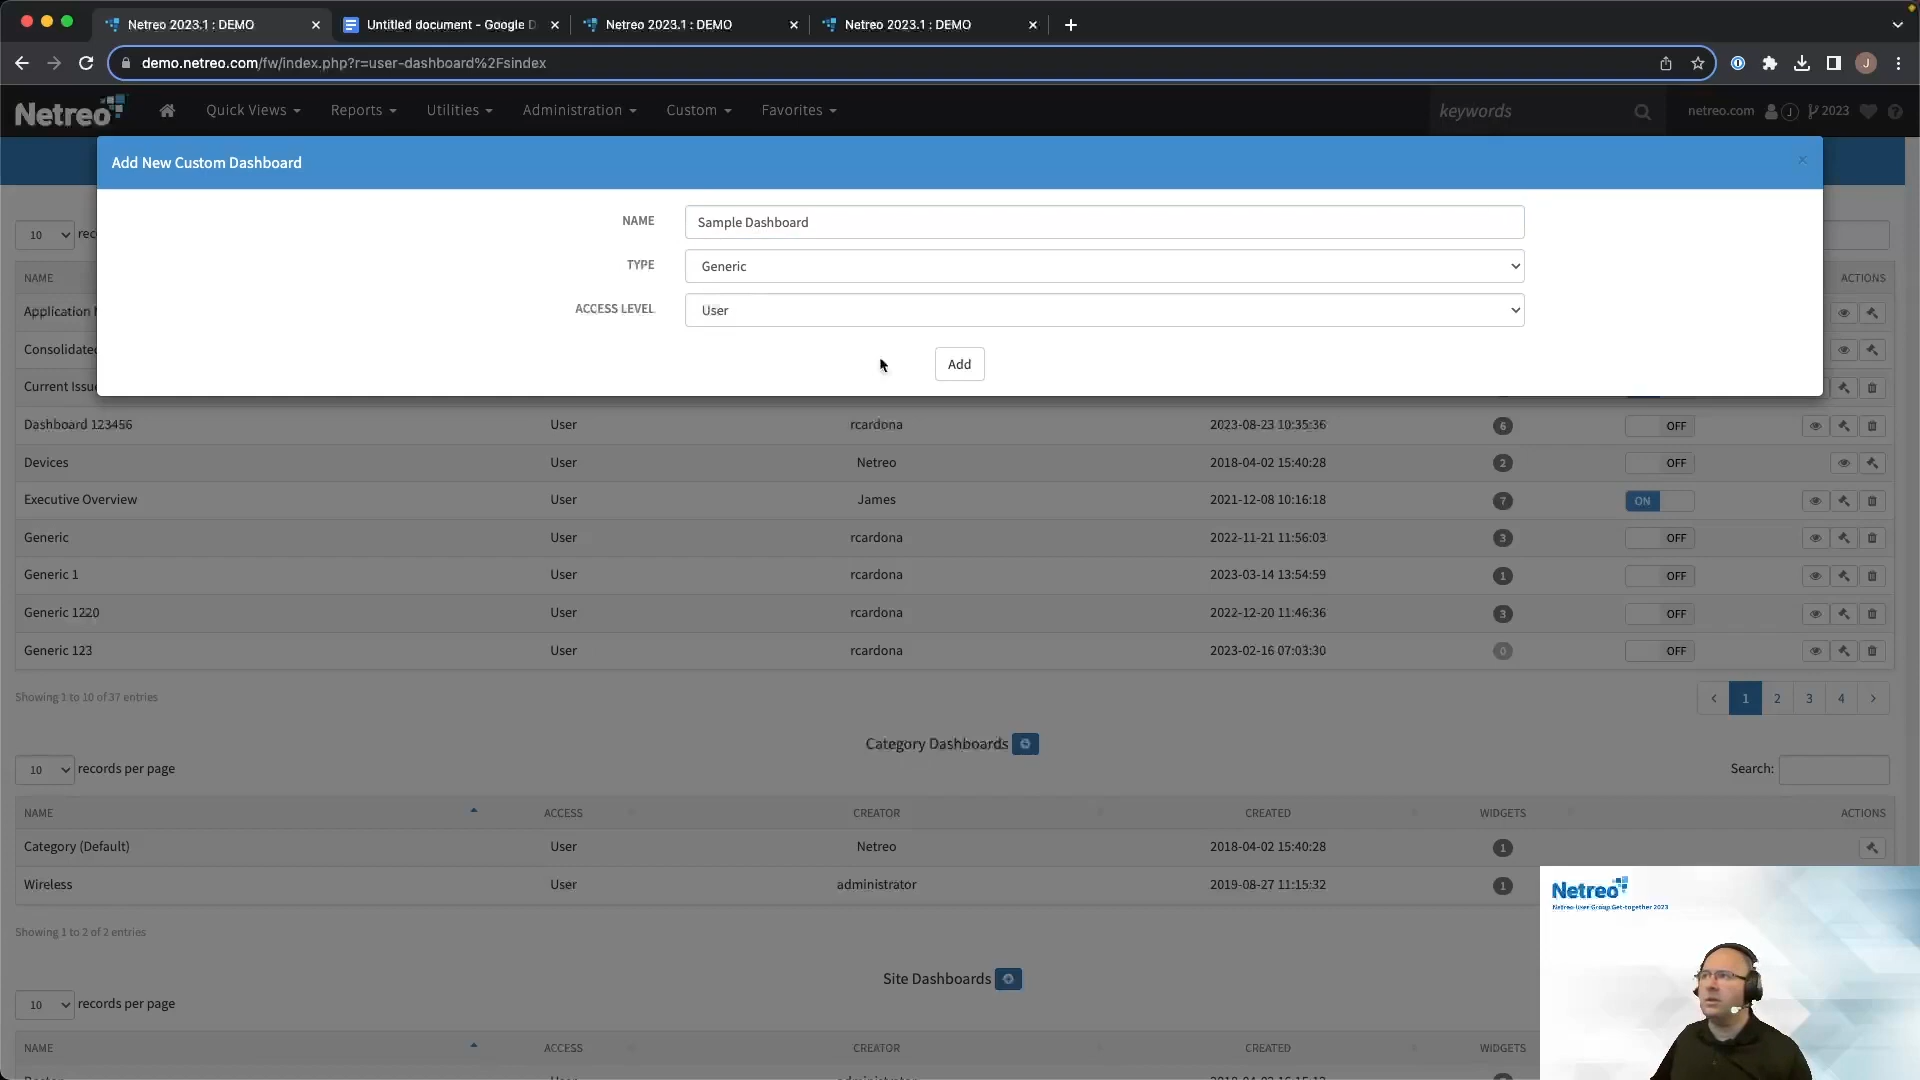 Netreo 2023.1 : DEMO
Untitled document - Google D
Netreo 2023.1 : DEMO
Netreo 2023.1 : DEMO
demo.netreo.com/fw/index.php?r=user-dashboard%2Fsindex
J
Netreo
Quick Views
Reports
Utilities
Administration
Custom
Favorites
keywords
netreo.com
J
2023
Add New Custom Dashboard
NAME
Sample Dashboard
TYPE
Generic
ACCESS LEVEL
User
Add
10
rec
NAME
ACTIONS
Application
Consolidated
Current Issu
Dashboard 123456 User rcardona 2023-08-23 10:35:36 6 OFF
Devices User Netreo 2018-04-02 15:40:28 2 OFF
Executive Overview User James 2021-12-08 10:16:18 7 ON
Generic User rcardona 2022-11-21 11:56:03 3 OFF
Generic 1 User rcardona 2023-03-14 13:54:59 1 OFF
Generic 1220 User rcardona 2022-12-20 11:46:36 3 OFF
Generic 123 User rcardona 2023-02-16 07:03:30 0 OFF
Showing 1 to 10 of 37 entries
1 2 3 4
Category Dashboards
10 records per page
Search:
NAME ACCESS CREATOR CREATED WIDGETS ACTIONS
Category (Default) User Netreo 2018-04-02 15:40:28 1
Wireless User administrator 2019-08-27 11:15:32 1
Showing 1 to 2 of 2 entries
Site Dashboards
10 records per page
NAME ACCESS CREATOR CREATED WIDGETS
Netreo
Netreo User Group Get-together 2023